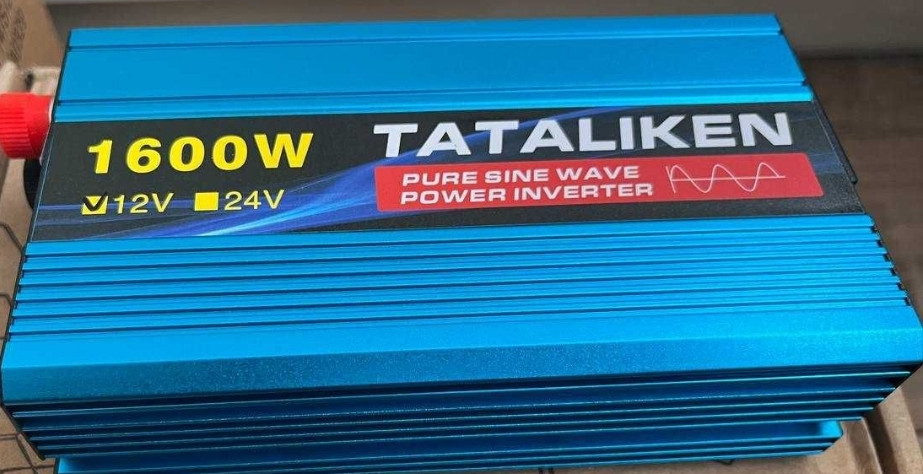 1600W
12V 24V
TATALIKEN
PURE SINE WAVE
POWER INVERTER